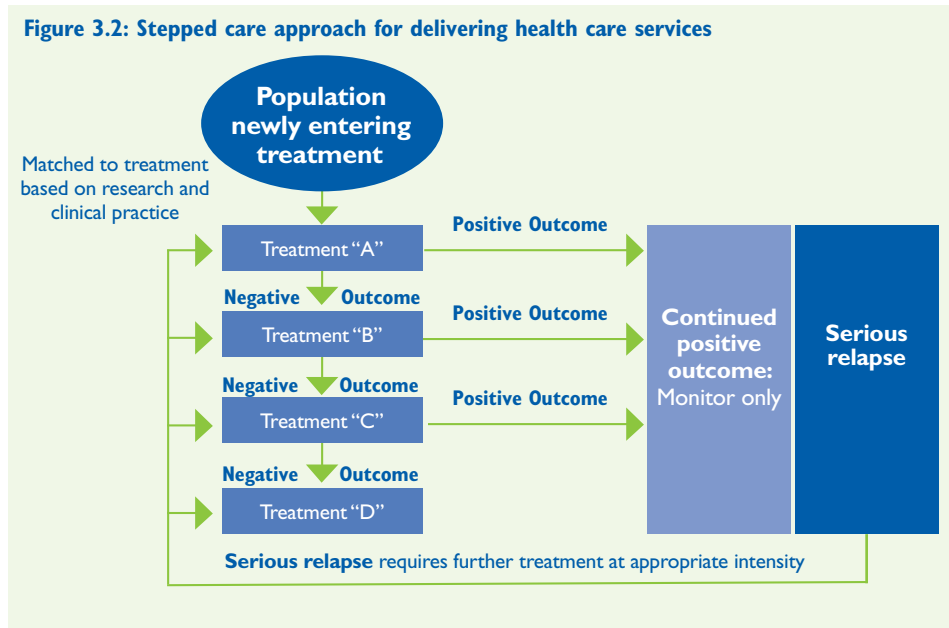 Figure 3.2: Stepped care approach for delivering health care services
Population
newly entering
treatment
Matched to treatment
based on research and
clinical practice
Treatment “A”
Positive Outcome
Negative Outcome
Treatment “B”
Positive Outcome
Negative Outcome
Treatment “C”
Positive Outcome
Negative Outcome
Treatment “D”
Continued
positive
outcome:
Monitor only
Serious
relapse
Serious relapse requires further treatment at appropriate intensity